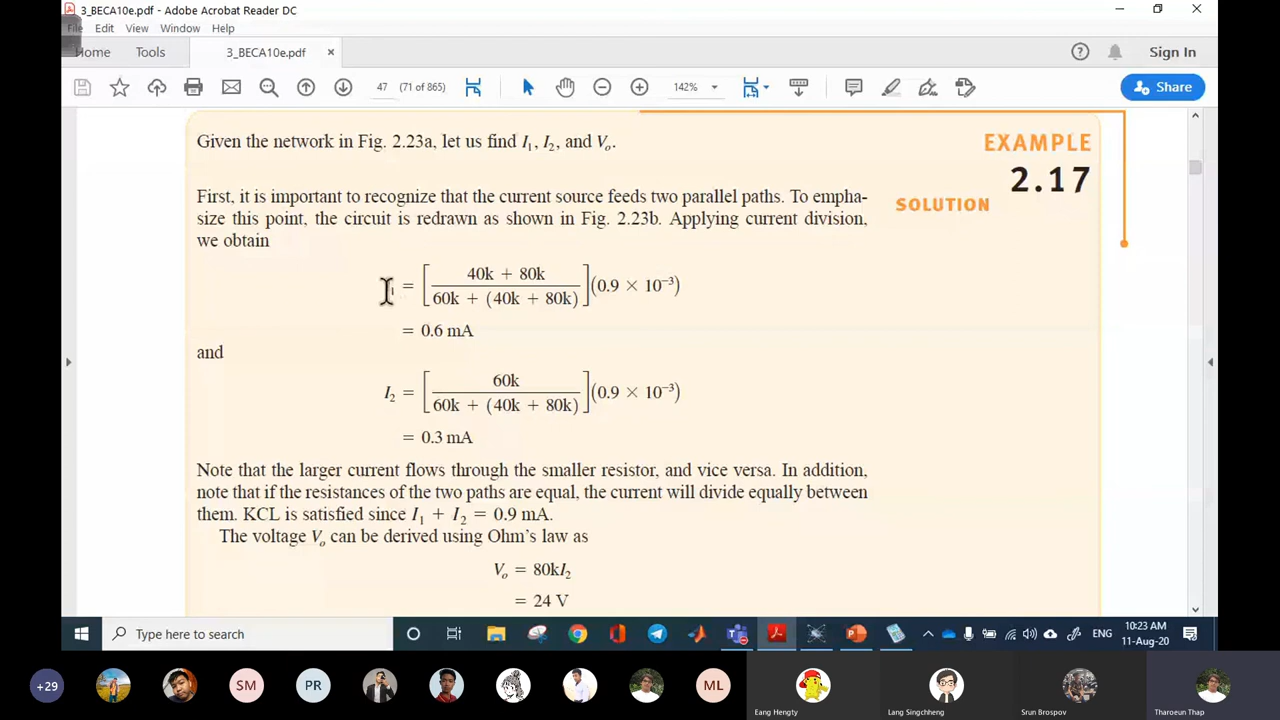 3_BECA10e.pdf - Adobe Acrobat Reader DC
File Edit View Window Help
Home Tools 3_BECA10e.pdf × Sign In
47 (71 of 865) 142% Share
Given the network in Fig. 2.23a, let us find I₁, I₂, and Vₒ.
EXAMPLE
2.17
SOLUTION
First, it is important to recognize that the current source feeds two parallel paths. To empha-
size this point, the circuit is redrawn as shown in Fig. 2.23b. Applying current division,
we obtain
I₁ = [ (40k + 80k) / (60k + (40k + 80k)) ] (0.9 × 10⁻³)
= 0.6 mA
and
I₂ = [ 60k / (60k + (40k + 80k)) ] (0.9 × 10⁻³)
= 0.3 mA
Note that the larger current flows through the smaller resistor, and vice versa. In addition,
note that if the resistances of the two paths are equal, the current will divide equally between
them. KCL is satisfied since I₁ + I₂ = 0.9 mA.
The voltage Vₒ can be derived using Ohm's law as
Vₒ = 80kI₂
= 24 V
Type here to search
ENG
10:23 AM
11-Aug-20
+29 SM PR ML
Eang Hengty Lang Singchheng Srun Brospov Tharoeun Thap